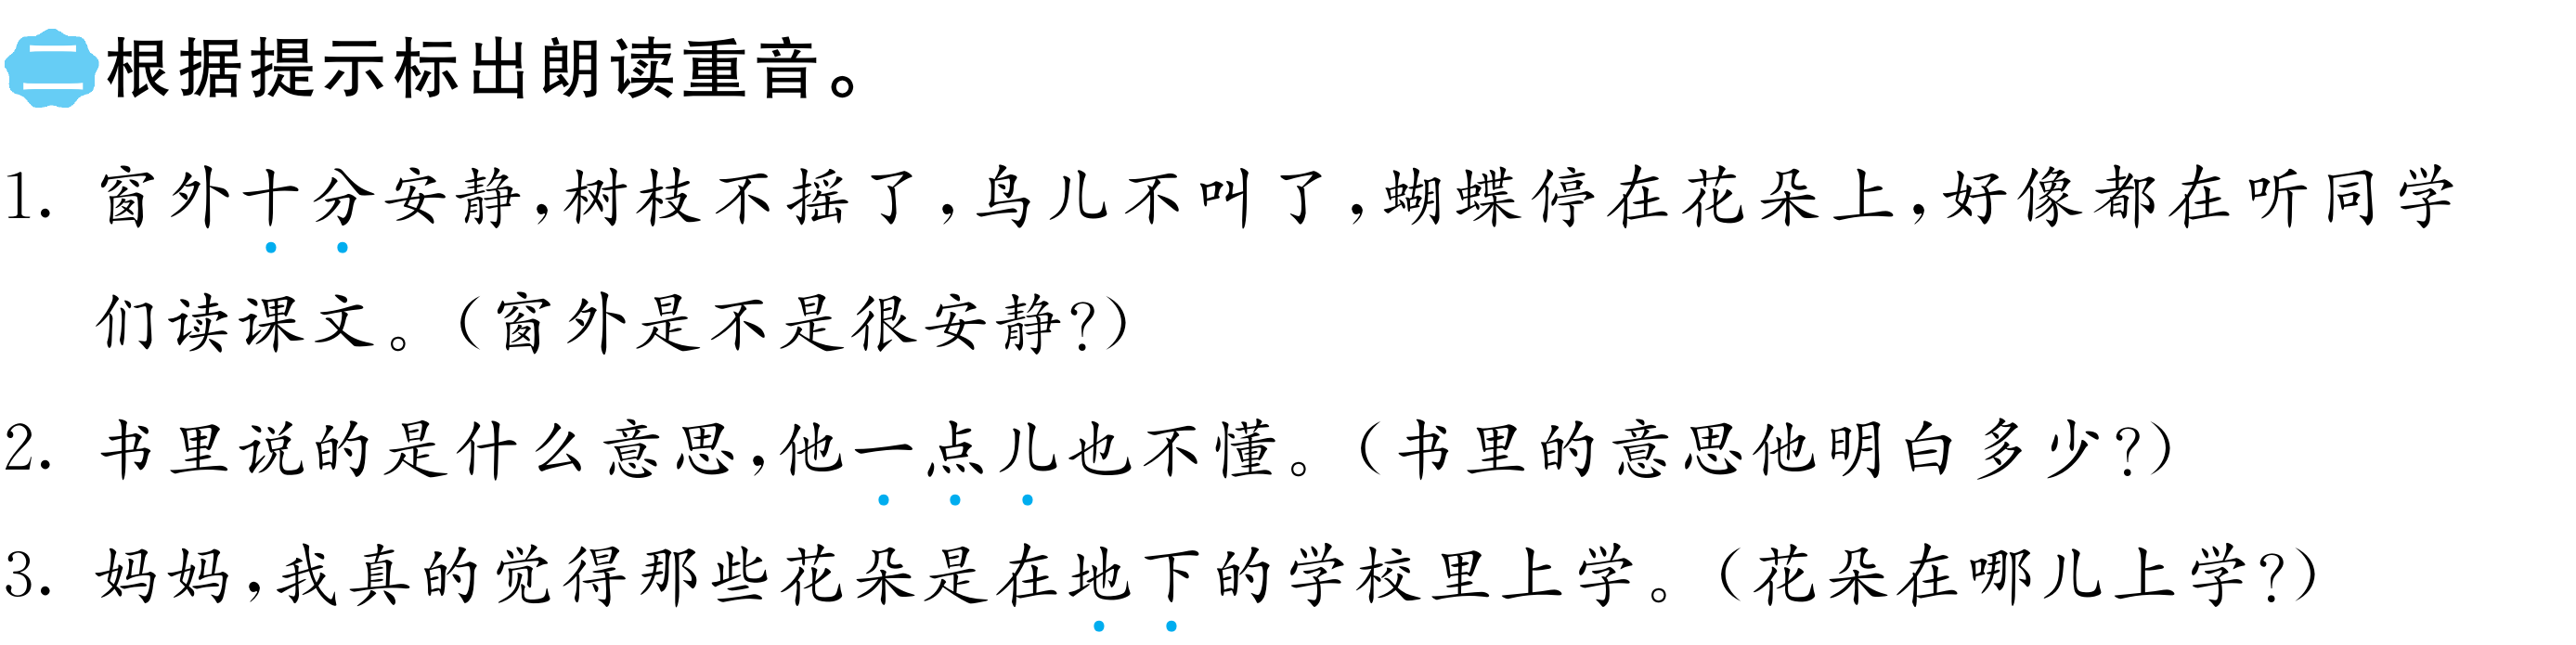 二 根据提示标出朗读重音。
1. 窗外十分安静,树枝不摇了,鸟儿不叫了,蝴蝶停在花朵上,好像都在听同学
们读课文。(窗外是不是很安静?)
2. 书里说的是什么意思,他一点儿也不懂。(书里的意思他明白多少?)
3. 妈妈,我真的觉得那些花朵是在地下的学校里上学。(花朵在哪儿上学?)